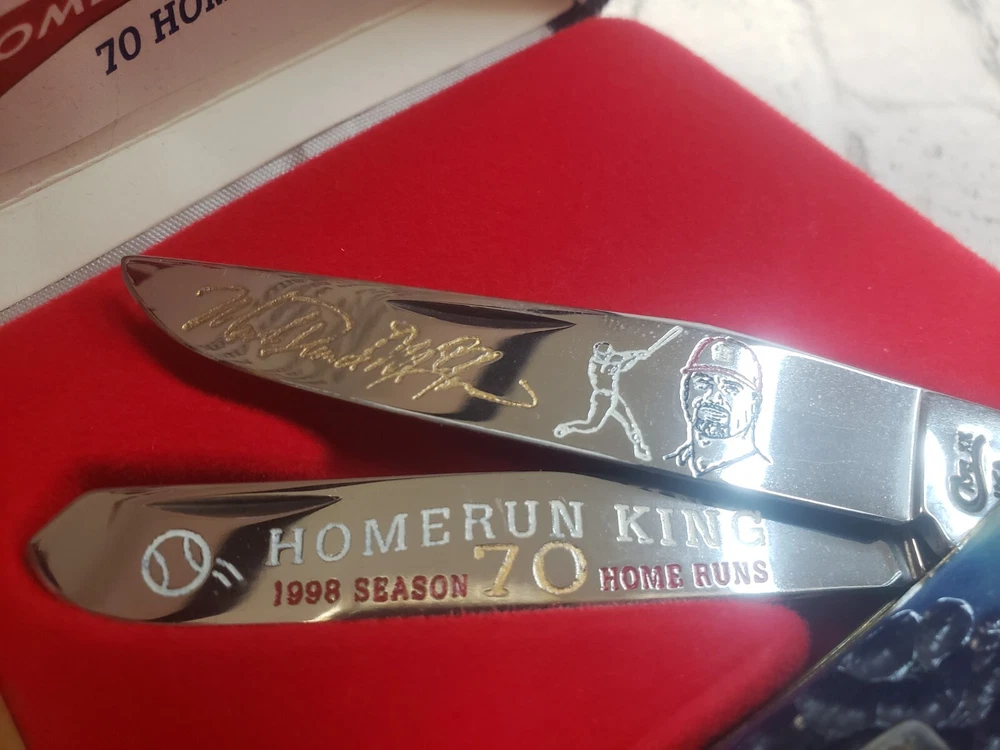 70 HOM
HOMERUN KING
1998 SEASON 70 HOME RUNS